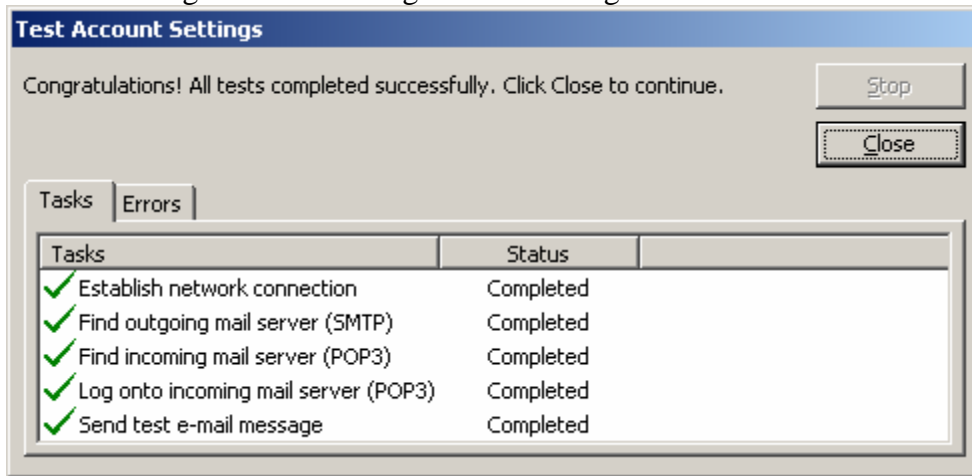 Test Account Settings
Congratulations! All tests completed successfully. Click Close to continue.
Stop
Close
Tasks Errors
Tasks Status
Establish network connection Completed
Find outgoing mail server (SMTP) Completed
Find incoming mail server (POP3) Completed
Log onto incoming mail server (POP3) Completed
Send test e-mail message Completed